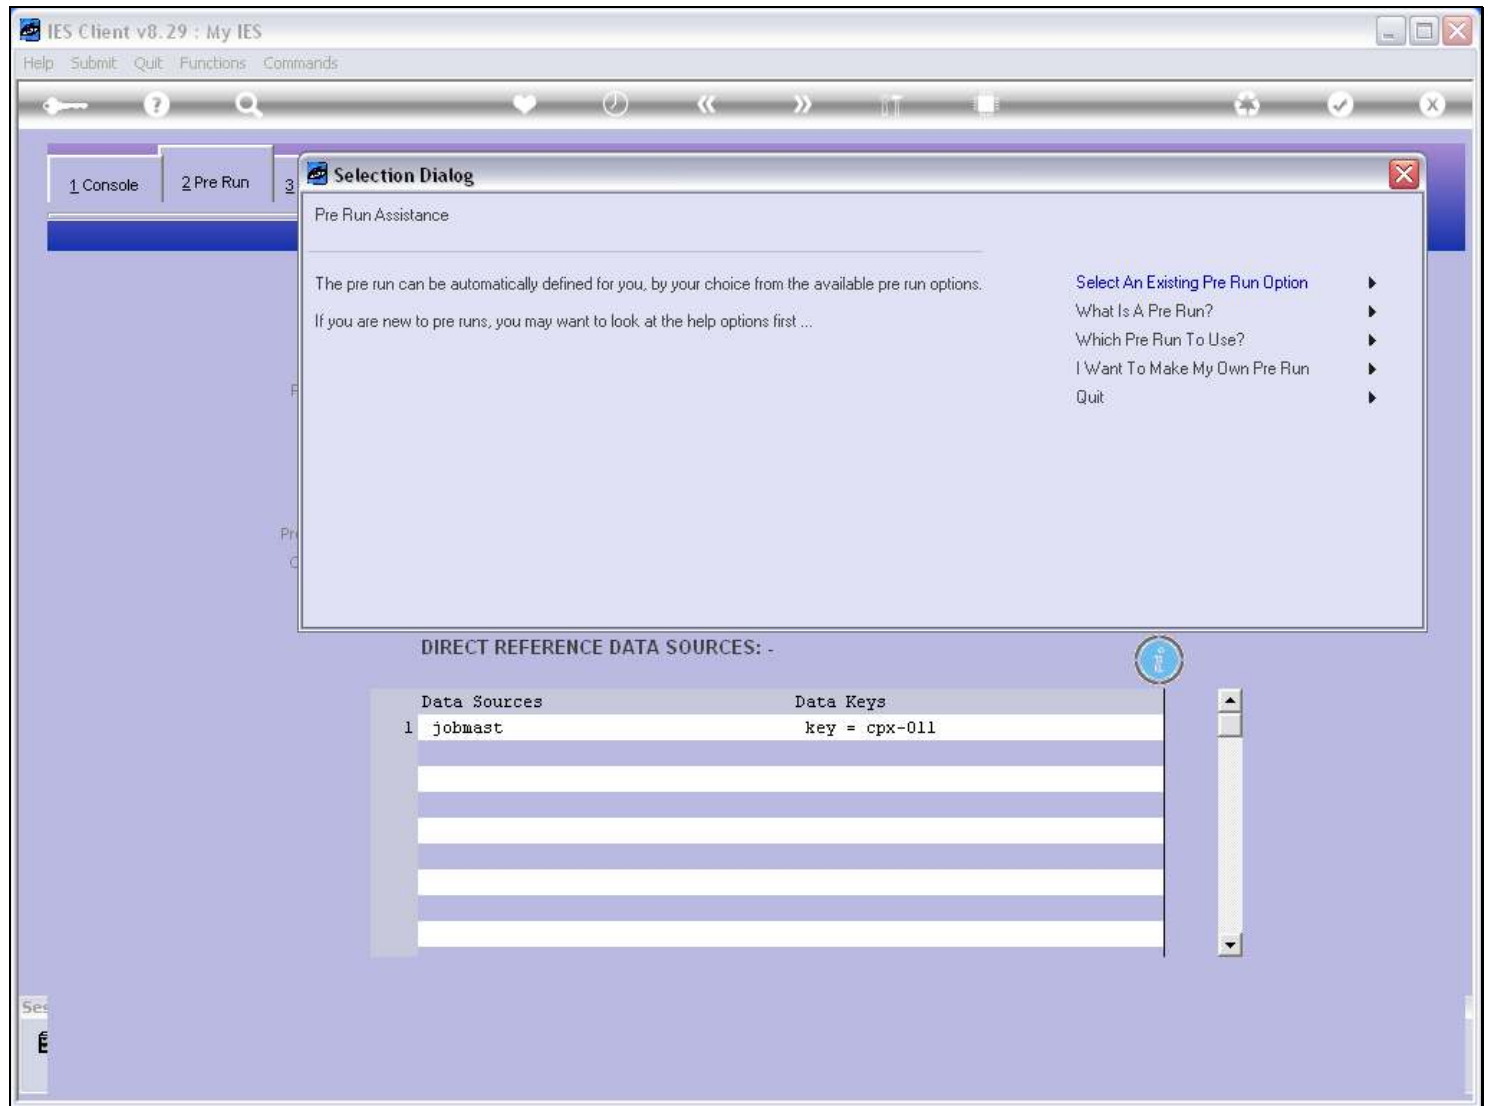 IES Client v8.29 : My IES
Help Submit Quit Functions Commands
1 Console
2 Pre Run
3
Selection Dialog
Pre Run Assistance
The pre run can be automatically defined for you, by your choice from the available pre run options.
If you are new to pre runs, you may want to look at the help options first ...
Select An Existing Pre Run Option
What Is A Pre Run?
Which Pre Run To Use?
I Want To Make My Own Pre Run
Quit
DIRECT REFERENCE DATA SOURCES: -
Data Sources Data Keys
1 jobmast key = cpx-011